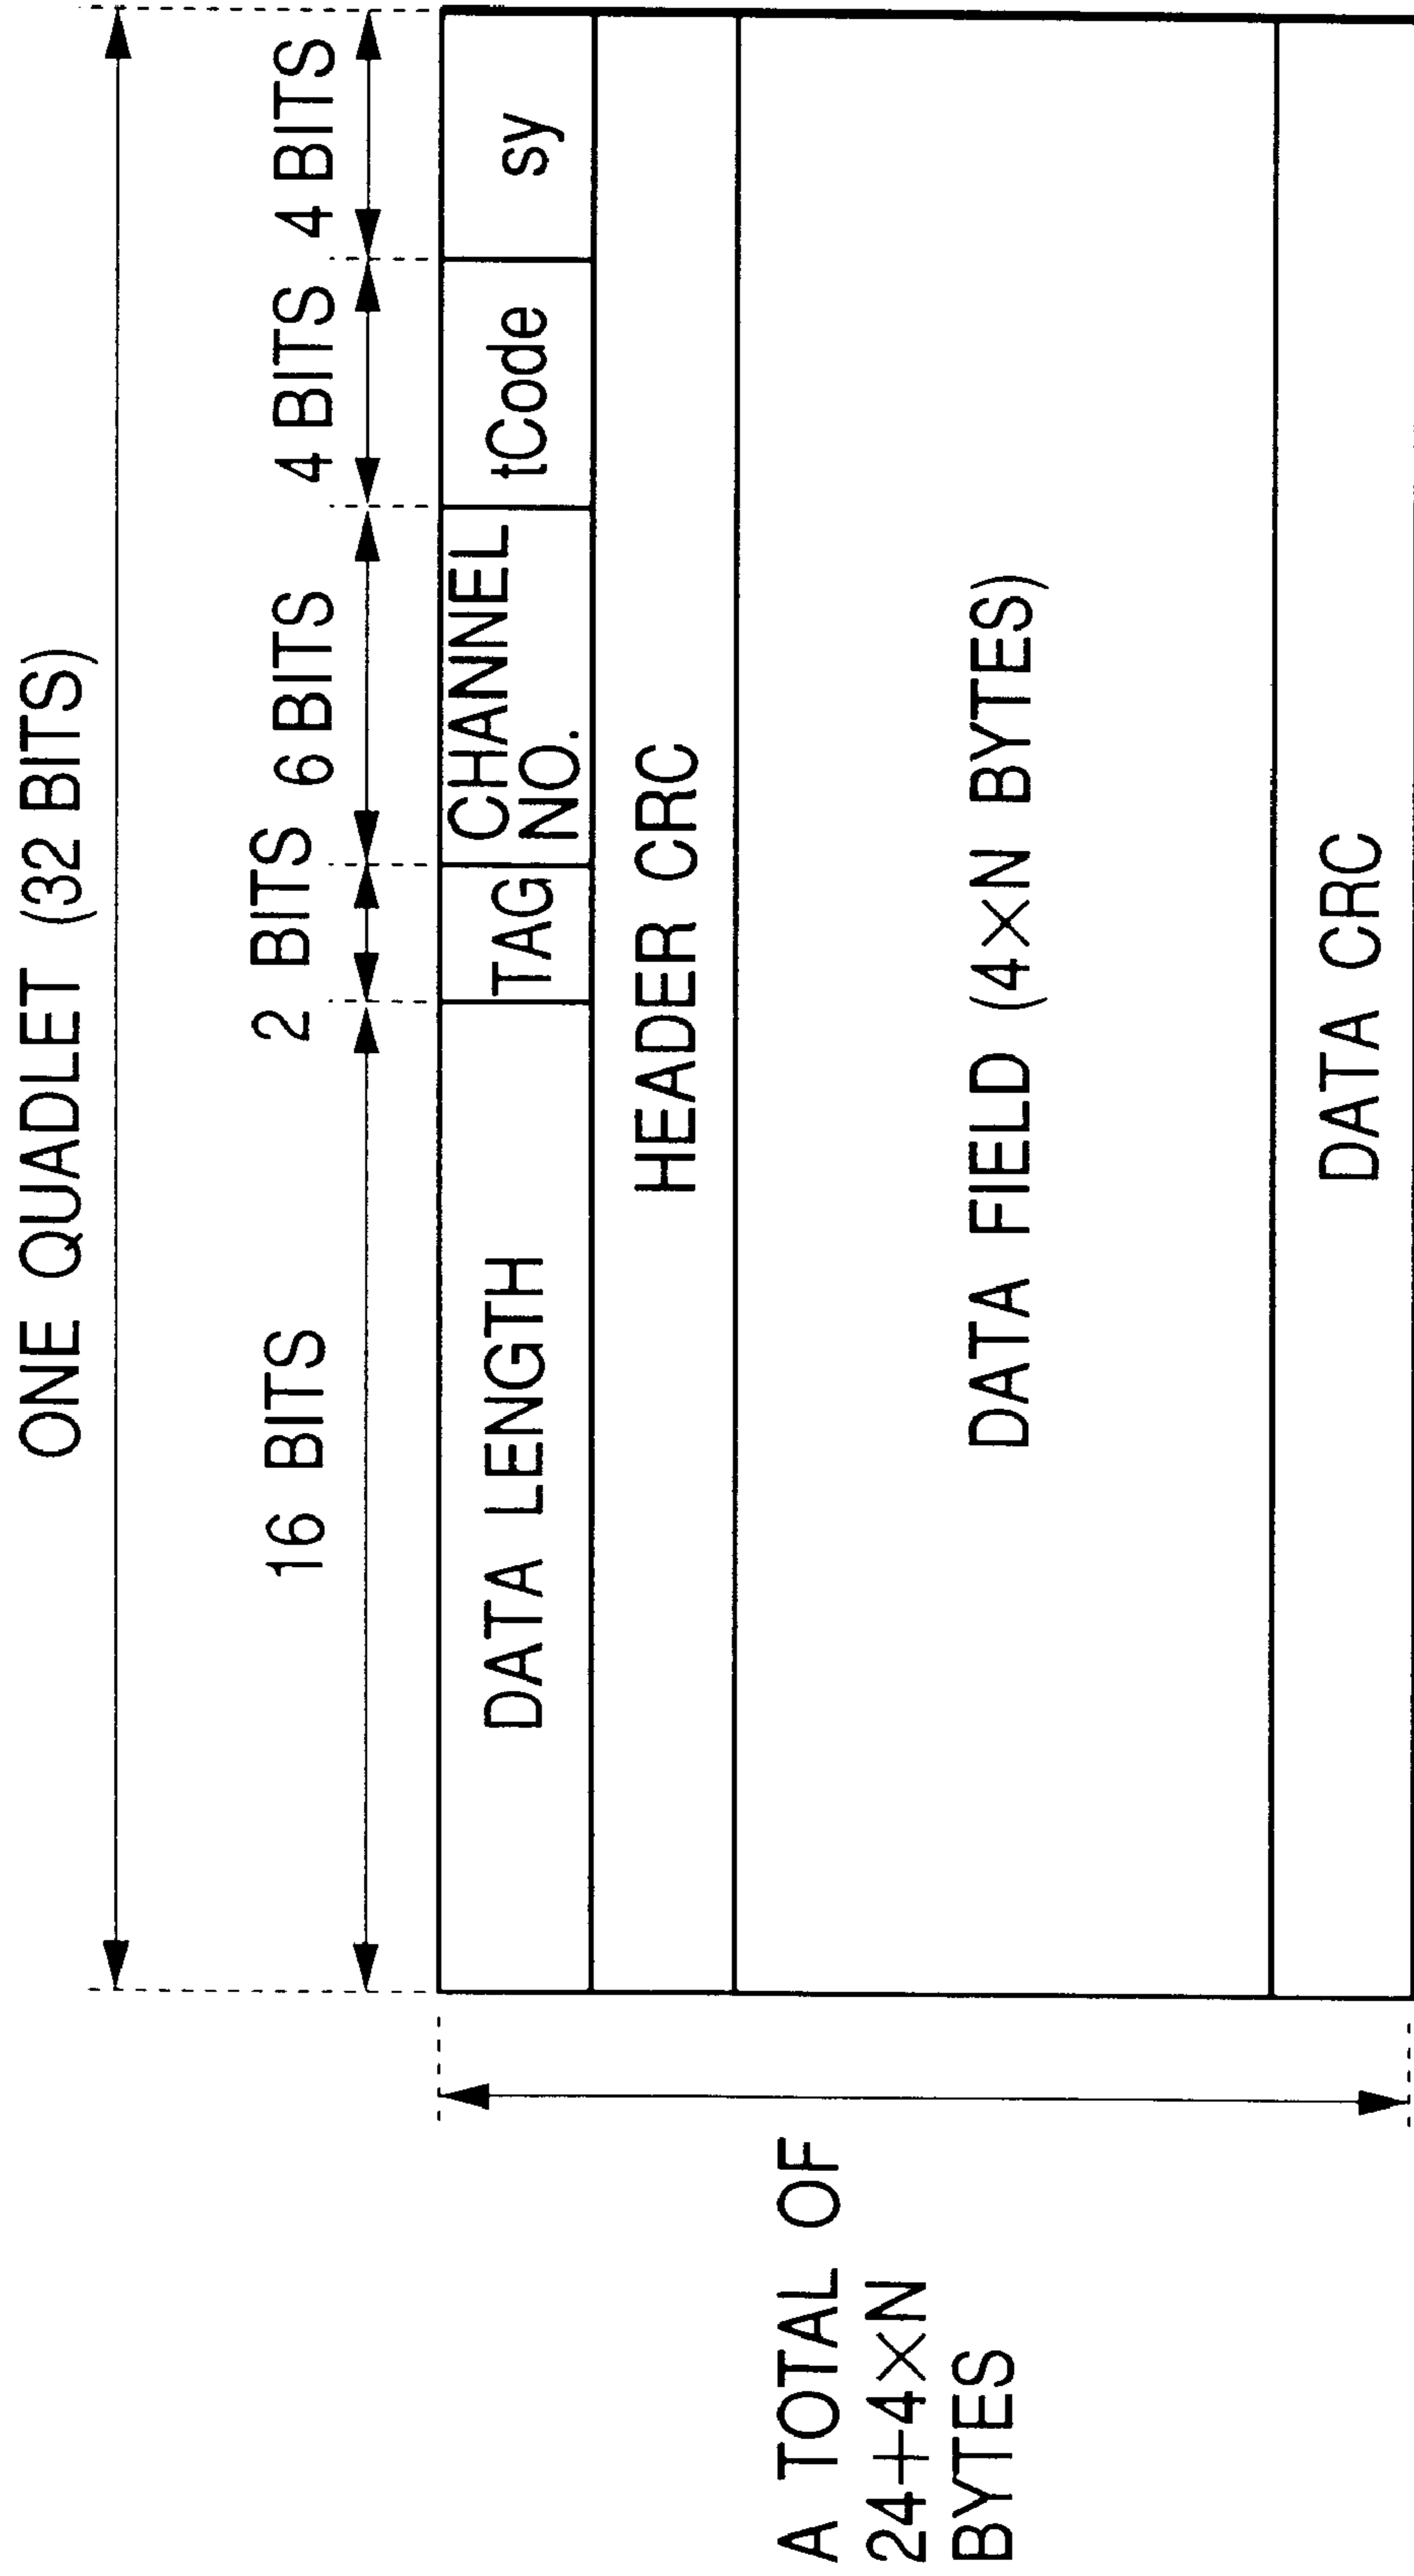 ONE QUADLET (32 BITS)
16 BITS
2 BITS
6 BITS
4 BITS
4 BITS
DATA LENGTH
TAG
CHANNEL
NO.
tCode
sy
HEADER CRC
DATA FIELD (4×N BYTES)
DATA CRC
A TOTAL OF
24+4×N
BYTES